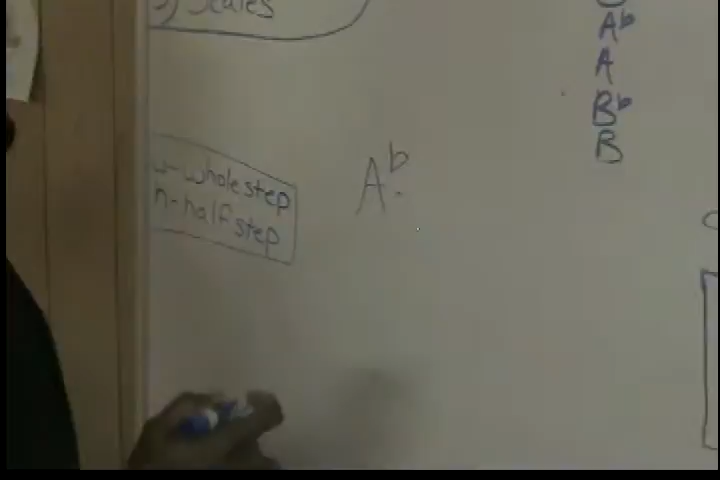 Scales
w-whole step
h-half step
A♭
A♭
A
B♭
B